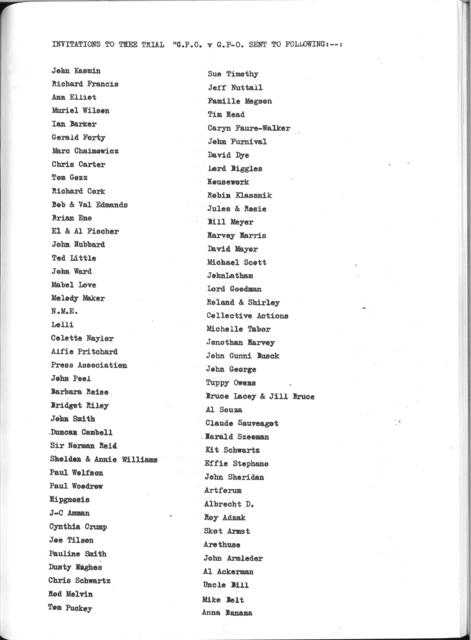 INVITATIONS TO THEE TRIAL "G.P.O. v G.P-O. SENT TO FOLLOWING:--:
John Kasmin
Richard Francis
Ann Elliot
Muriel Wilson
Ian Barker
Gerald Forty
Marc Chaimowicz
Chris Carter
Tom Gozz
Richard Cork
Bob & Val Edmands
Brian Eno
El & Al Fischer
John Hubbard
Ted Little
John Ward
Mabel Love
Melody Maker
N.M.E.
Lolli
Colette Naylor
Alfie Pritchard
Press Association
John Peel
Barbara Reise
Bridget Riley
John Smith
Duncan Cambell
Sir Norman Reid
Sheldon & Annie Williams
Paul Wolfson
Paul Woodrow
Hipgnosis
J-C Amman
Cynthia Crump
Joe Tilson
Pauline Smith
Dusty Hughes
Chris Schwartz
Rod Melvin
Tom Puckey
Sue Timothy
Jeff Nuttall
Famille Megson
Tim Head
Caryn Faure-Walker
John Furnival
David Dye
Lord Biggles
Housework
Robin Klassnik
Jules & Rosie
Bill Meyer
Harvey Harris
David Mayor
Michael Scott
JohnLatham
Lord Goodman
Roland & Shirley
Collective Actions
Michelle Tabor
Jonothan Harvey
John Gunni Busck
John George
Tuppy Owens
Bruce Lacey & Jill Bruce
Al Souza
Claude Sauveagot
Harald Szeeman
Kit Schwartz
Effie Stephano
John Sheridan
Artforum
Albrecht D.
Roy Adzak
Skot Armst
Arethuse
John Armleder
Al Ackerman
Uncle Bill
Mike Belt
Anna Banana